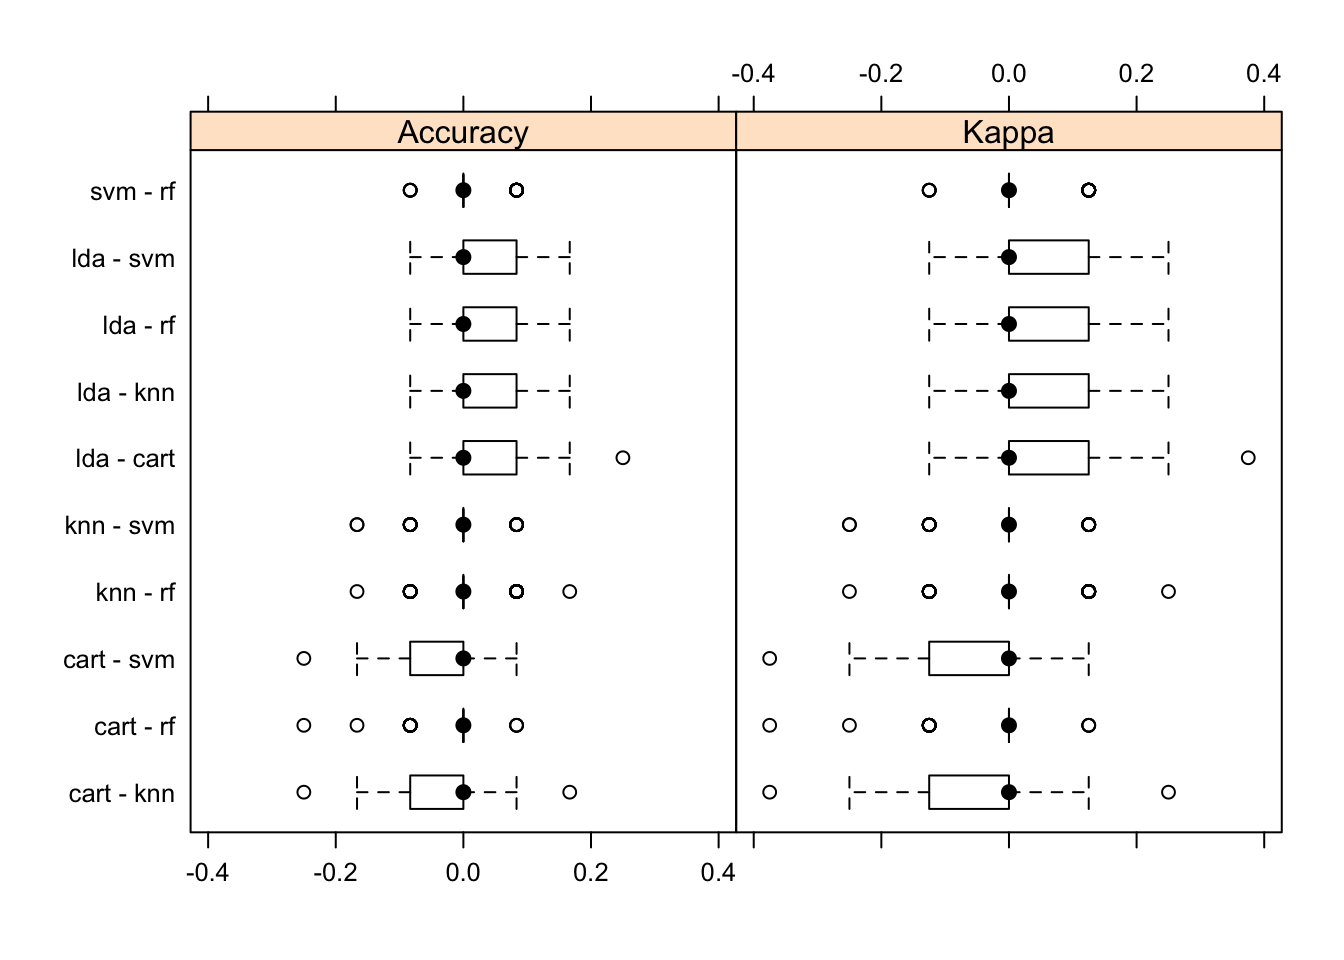 -0.4 -0.2 0.0 0.2 0.4
Accuracy Kappa
svm - rf
lda - svm
lda - rf
lda - knn
lda - cart
knn - svm
knn - rf
cart - svm
cart - rf
cart - knn
-0.4 -0.2 0.0 0.2 0.4